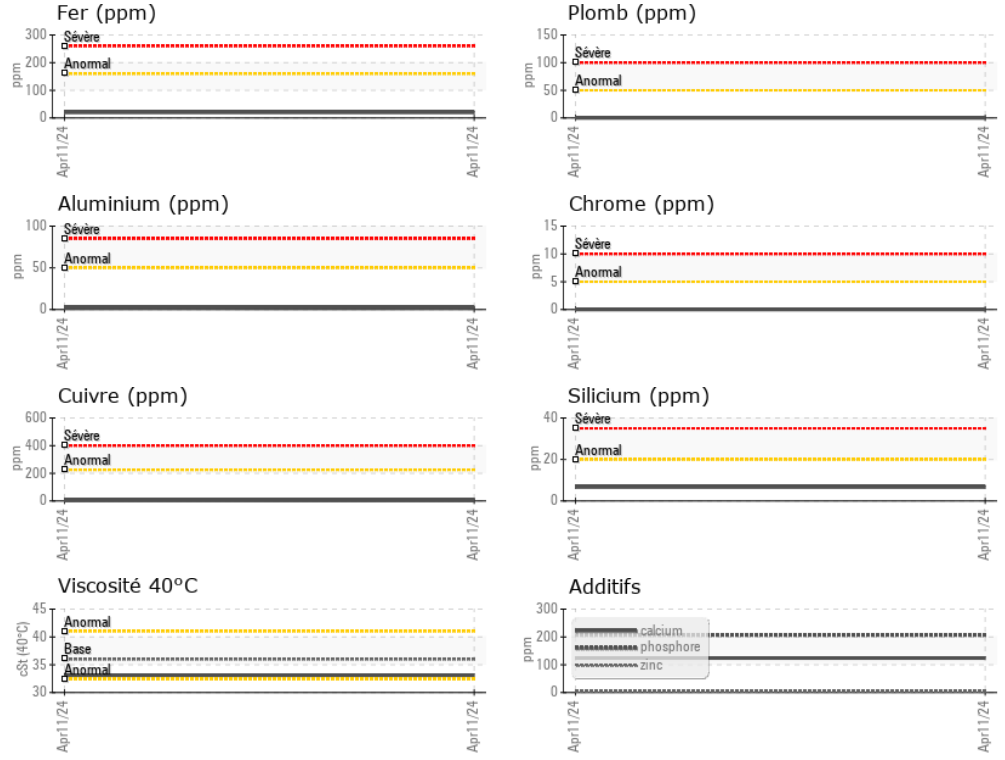 Fer (ppm)
300
200
100
0
ppm
Sévère
Anormal
Apr11/24
Apr11/24
Plomb (ppm)
150
100
50
0
ppm
Sévère
Anormal
Apr11/24
Apr11/24
Aluminium (ppm)
100
50
0
ppm
Sévère
Anormal
Apr11/24
Apr11/24
Chrome (ppm)
15
10
5
0
ppm
Sévère
Anormal
Apr11/24
Apr11/24
Cuivre (ppm)
600
400
200
0
ppm
Sévère
Anormal
Apr11/24
Apr11/24
Silicium (ppm)
40
20
0
ppm
Sévère
Anormal
Apr11/24
Apr11/24
Viscosité 40°C
45
40
35
30
cSt (40°C)
Anormal
Base
Anormal
Apr11/24
Apr11/24
Additifs
300
200
100
0
ppm
calcium
phosphore
zinc
Apr11/24
Apr11/24